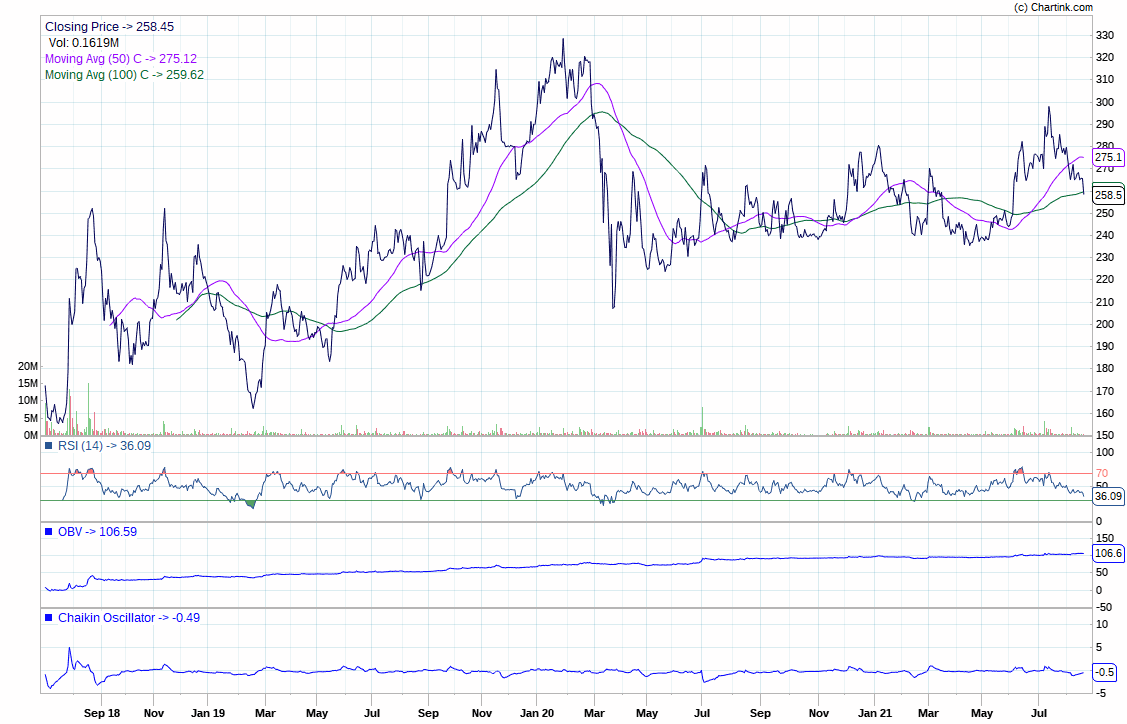 (c) Chartink.com
Closing Price -> 258.45
Vol: 0.1619M
Moving Avg (50) C -> 275.12
Moving Avg (100) C -> 259.62
330
320
310
300
290
280
275.1
270
258.5
250
240
230
220
210
200
190
180
170
160
150
20M
15M
10M
5M
0M
RSI (14) -> 36.09
100
70
50
36.09
0
OBV -> 106.59
150
106.6
50
0
-50
Chaikin Oscillator -> -0.49
10
5
-0.5
-5
Sep 18 Nov Jan 19 Mar May Jul Sep Nov Jan 20 Mar May Jul Sep Nov Jan 21 Mar May Jul